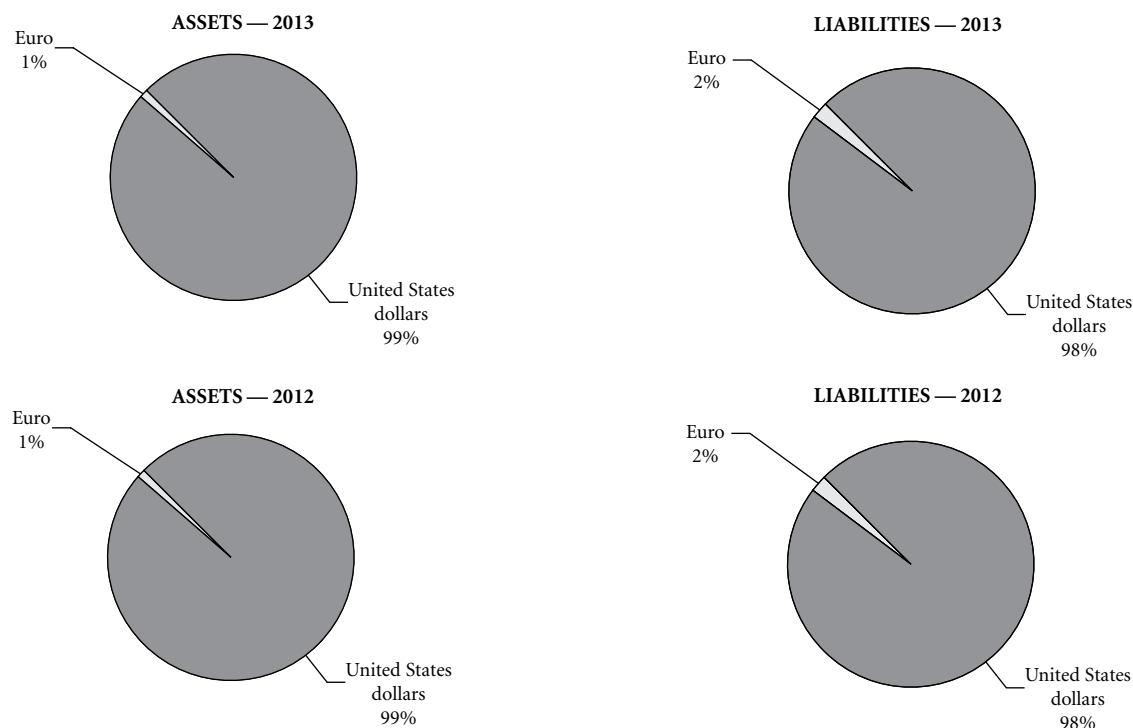 ASSETS — 2013
Euro
1%
United States
dollars
99%
LIABILITIES — 2013
Euro
2%
United States
dollars
98%
ASSETS — 2012
Euro
1%
United States
dollars
99%
LIABILITIES — 2012
Euro
2%
United States
dollars
98%